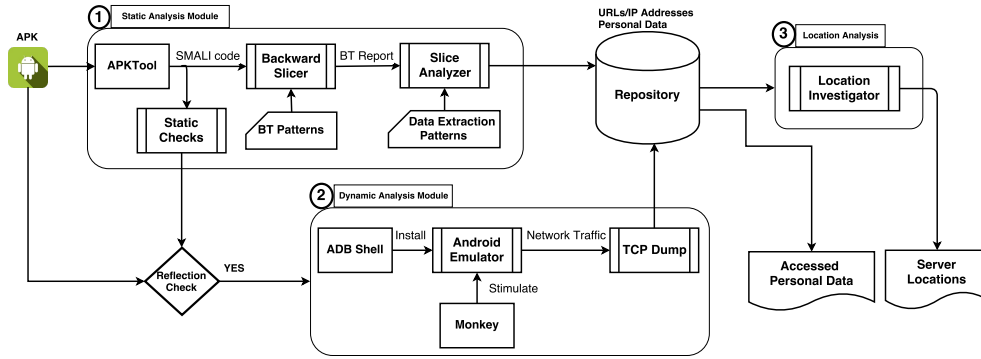 1
Static Analysis Module
APK
APKTool
SMALI code
Backward
Slicer
BT Report
Slice
Analyzer
Static
Checks
BT Patterns
Data Extraction
Patterns
URLs/IP Addresses
Personal Data
Repository
3
Location Analysis
Location
Investigator
2
Dynamic Analysis Module
Reflection
Check
YES
ADB Shell
Install
Android
Emulator
Network Traffic
TCP Dump
Stimulate
Monkey
Accessed
Personal Data
Server
Locations